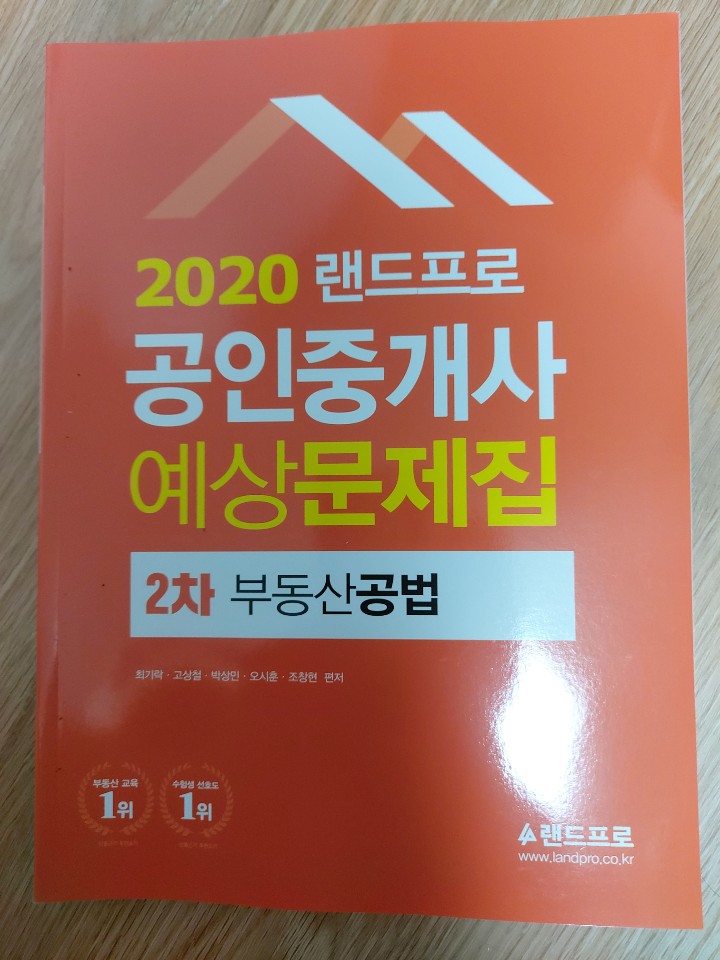 2020 랜드프로
공인중개사
예상문제집
2차 부동산공법
최기락 · 고상철 · 박상민 · 오시훈 · 조창현 편저
부동산 교육
1위
수험생 선호도
1위
랜드프로
www.landpro.co.kr